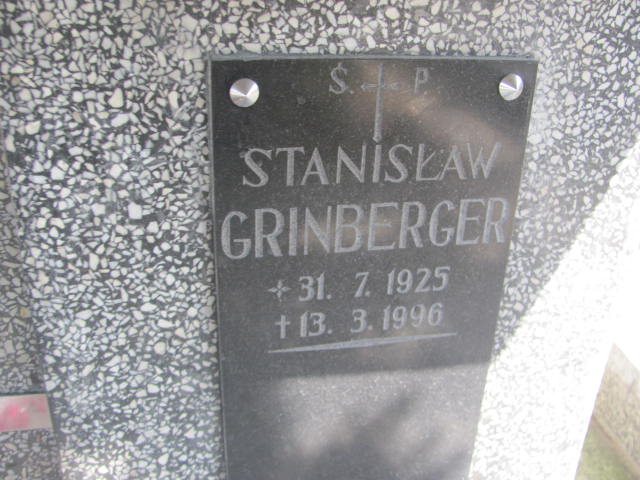 Ś. P.
STANISŁAW
GRINBERGER
31. 7. 1925
† 13. 3. 1996